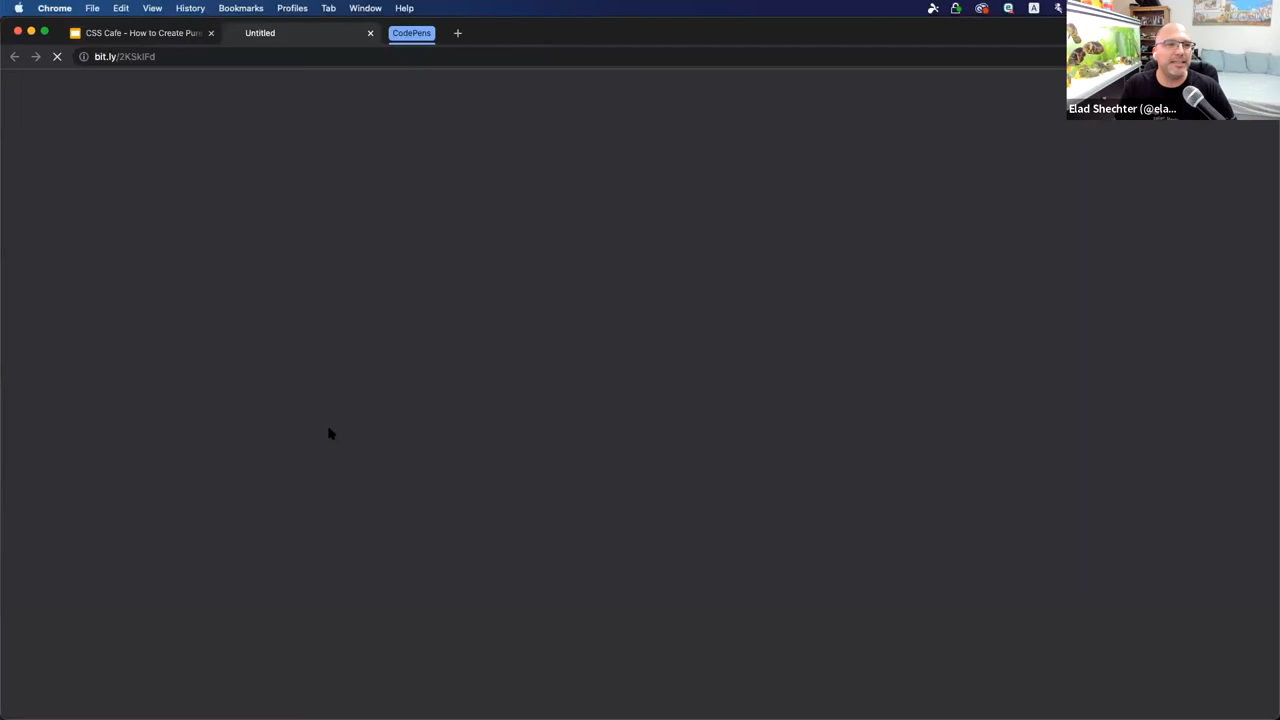 Chrome File Edit View History Bookmarks Profiles Tab Window Help
CSS Cafe - How to Create Pure
Untitled
CodePens
bit.ly/2KSkIFd
Elad Shechter (@ela...